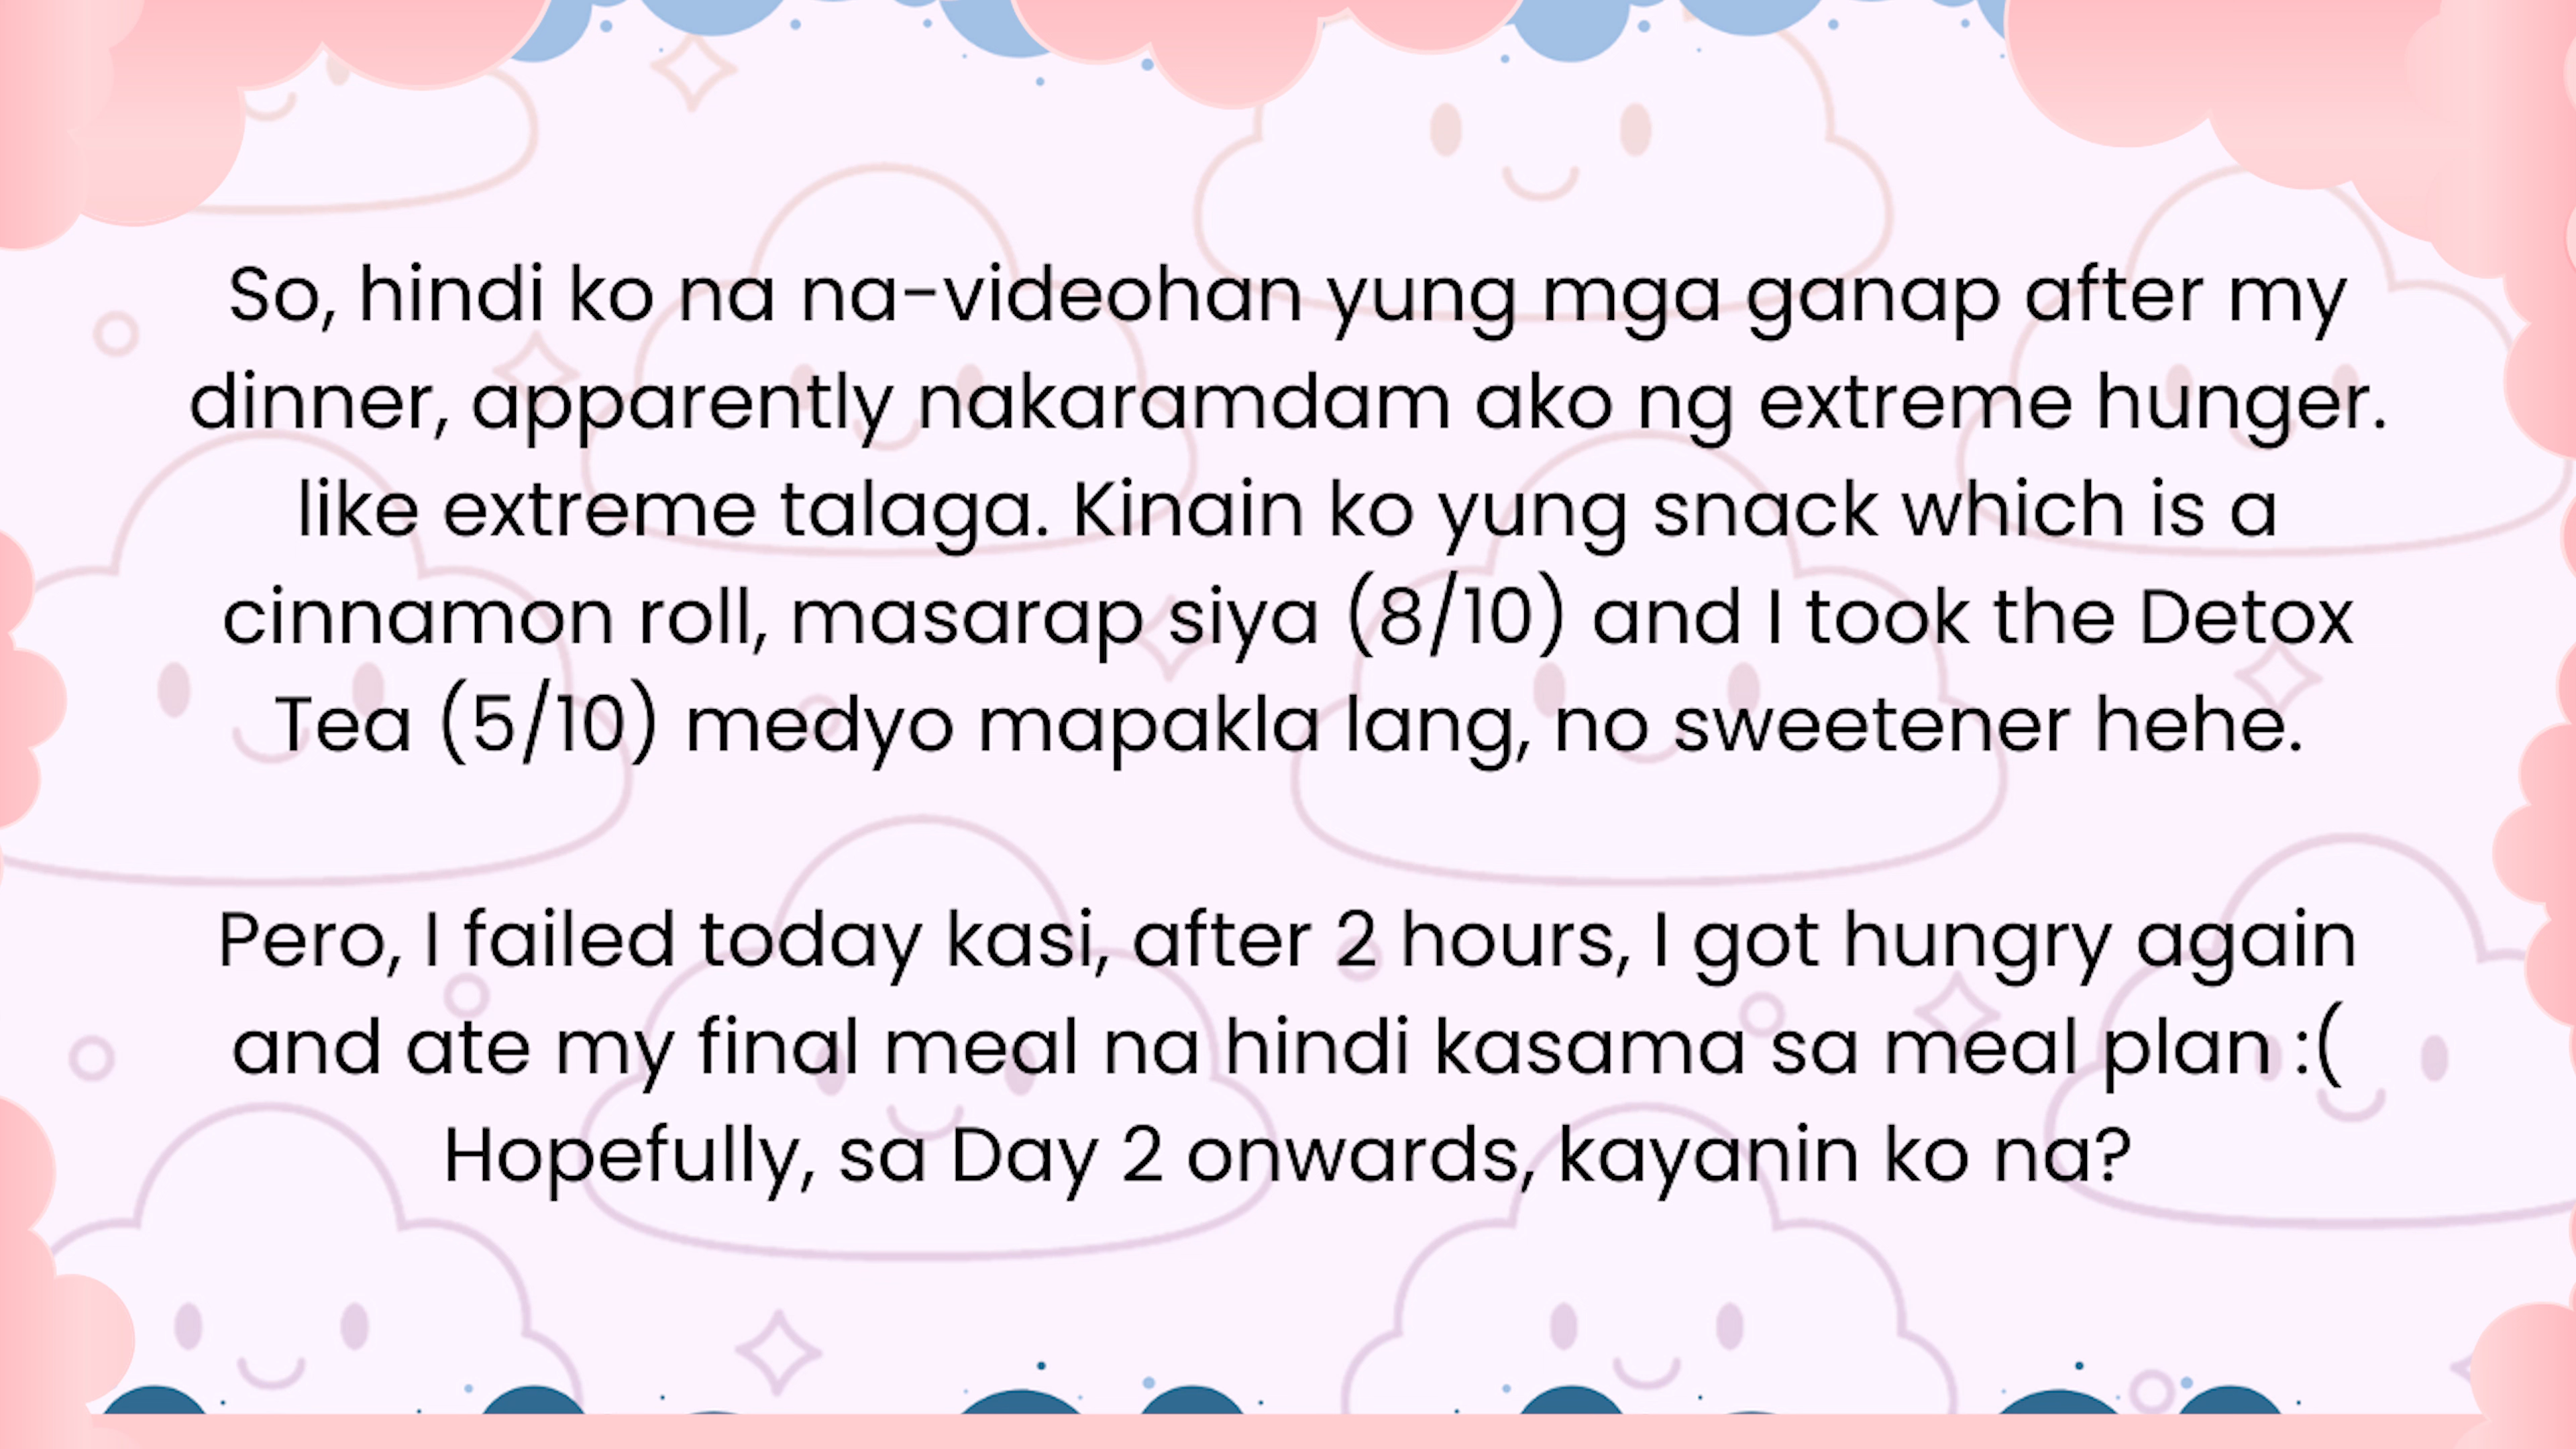 So, hindi ko na na-videohan yung mga ganap after my
dinner, apparently nakaramdam ako ng extreme hunger.
like extreme talaga. Kinain ko yung snack which is a
cinnamon roll, masarap siya (8/10) and I took the Detox
Tea (5/10) medyo mapakla lang, no sweetener hehe.
Pero, I failed today kasi, after 2 hours, I got hungry again
and ate my final meal na hindi kasama sa meal plan :(
Hopefully, sa Day 2 onwards, kayanin ko na?